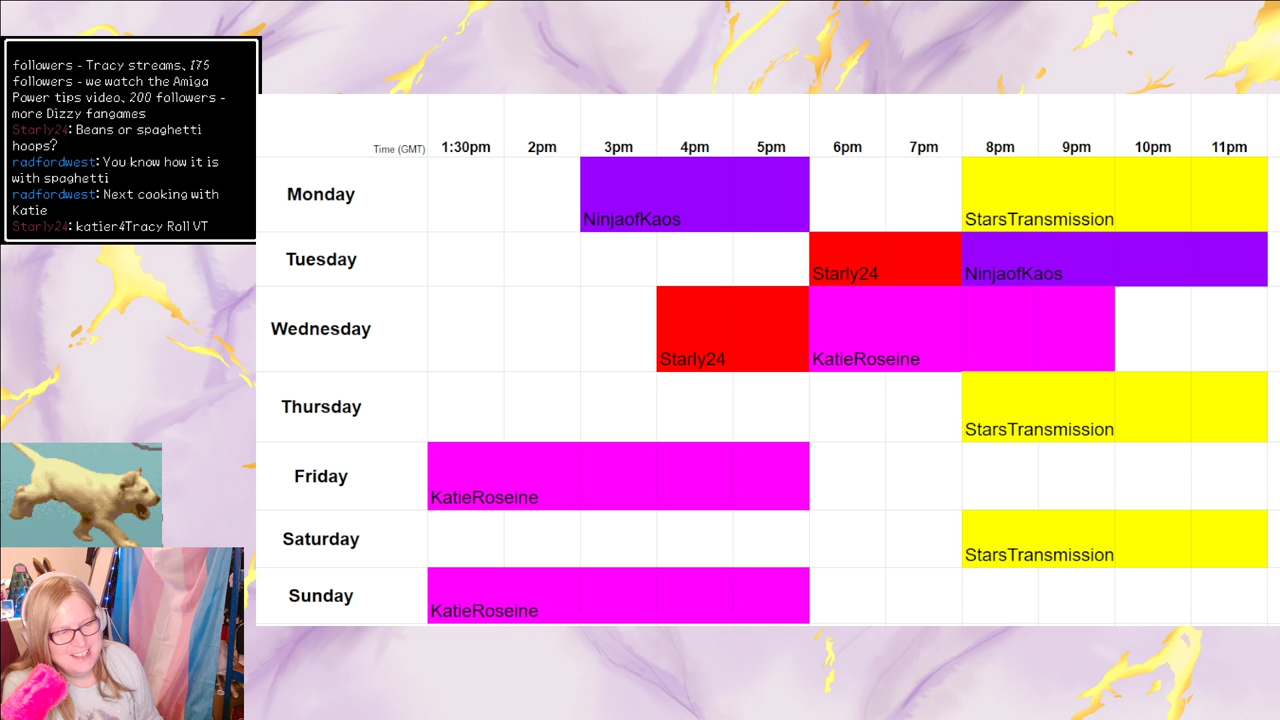 followers - Tracy streams, 175
followers - we watch the Amiga
Power tips video, 200 followers -
more Dizzy fangames
Starly24: Beans or spaghetti
hoops?
radfordwest: You know how it is
with spaghetti
radfordwest: Next cooking with
Katie
Starly24: katier4Tracy Roll VT
Time (GMT) 1:30pm 2pm 3pm 4pm 5pm 6pm 7pm 8pm 9pm 10pm 11pm
Monday NinjaofKaos StarsTransmission
Tuesday Starly24 NinjaofKaos
Wednesday Starly24 KatieRoseine
Thursday StarsTransmission
Friday KatieRoseine
Saturday StarsTransmission
Sunday KatieRoseine